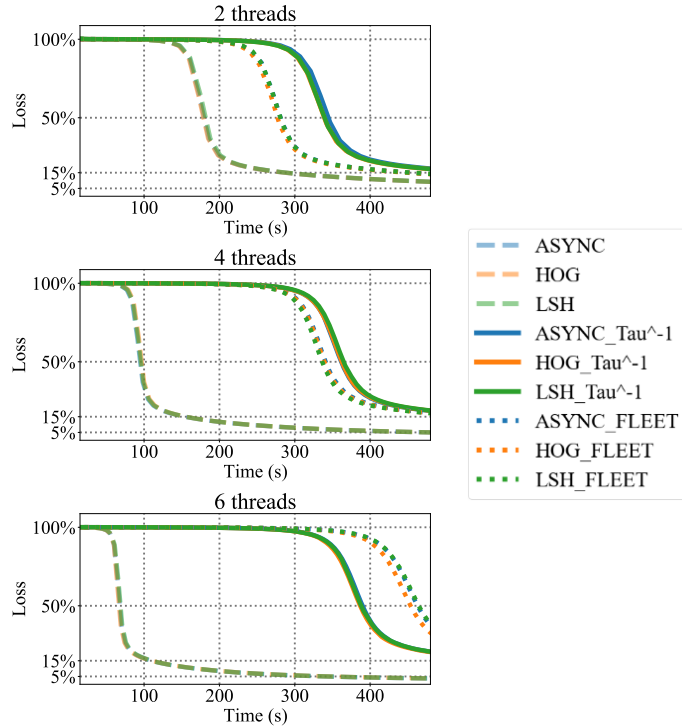 2 threads
100%
50%
15%
5%
Loss
100 200 300 400
Time (s)
4 threads
100%
50%
15%
5%
Loss
100 200 300 400
Time (s)
6 threads
100%
50%
15%
5%
Loss
100 200 300 400
Time (s)
ASYNC
HOG
LSH
ASYNC_Tau^-1
HOG_Tau^-1
LSH_Tau^-1
ASYNC_FLEET
HOG_FLEET
LSH_FLEET